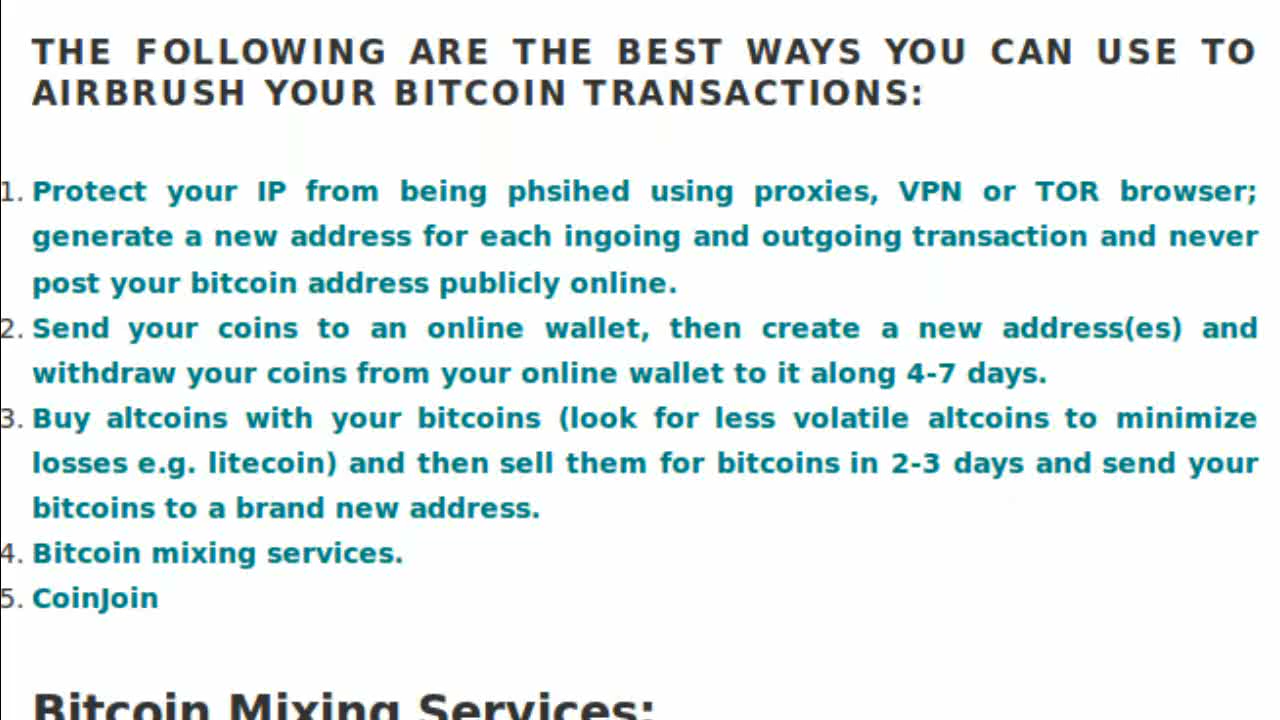 THE FOLLOWING ARE THE BEST WAYS YOU CAN USE TO
AIRBRUSH YOUR BITCOIN TRANSACTIONS:
1. Protect your IP from being phsihed using proxies, VPN or TOR browser;
generate a new address for each ingoing and outgoing transaction and never
post your bitcoin address publicly online.
2. Send your coins to an online wallet, then create a new address(es) and
withdraw your coins from your online wallet to it along 4-7 days.
3. Buy altcoins with your bitcoins (look for less volatile altcoins to minimize
losses e.g. litecoin) and then sell them for bitcoins in 2-3 days and send your
bitcoins to a brand new address.
4. Bitcoin mixing services.
5. CoinJoin
Bitcoin Mixing Services: